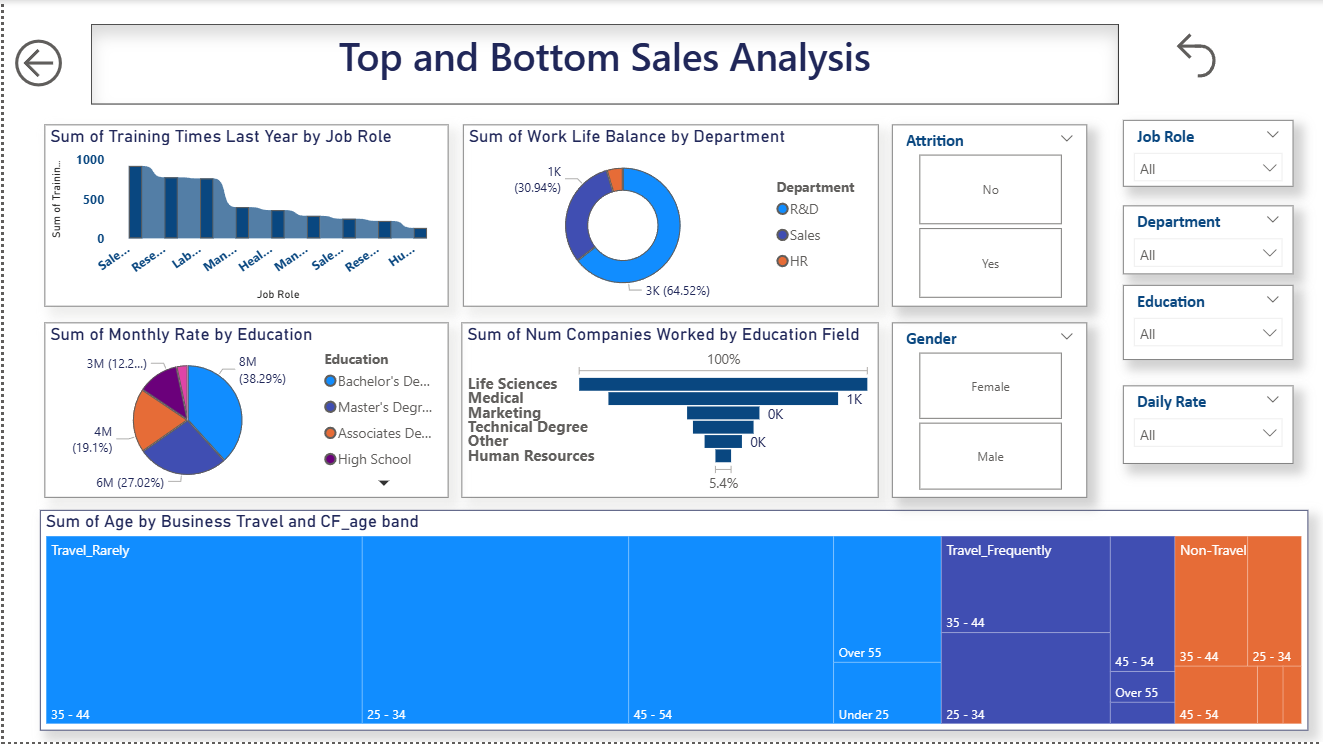 Top and Bottom Sales Analysis
Sum of Training Times Last Year by Job Role
Sum of Trainin...
1000
500
0
Sale...
Rese...
Lab...
Man...
Heal...
Man...
Sale...
Rese...
Hu...
Job Role
Sum of Work Life Balance by Department
1K
(30.94%)
3K (64.52%)
Department
R&D
Sales
HR
Attrition
No
Yes
Job Role
All
Department
All
Education
All
Daily Rate
All
Sum of Monthly Rate by Education
3M (12.2...)
8M
(38.29%)
4M
(19.1%)
6M (27.02%)
Education
Bachelor's De...
Master's Degr...
Associates De...
High School
Sum of Num Companies Worked by Education Field
100%
Life Sciences
Medical
1K
Marketing
0K
Technical Degree
Other
0K
Human Resources
5.4%
Gender
Female
Male
Sum of Age by Business Travel and CF_age band
Travel_Rarely
35 - 44
25 - 34
45 - 54
Over 55
Under 25
Travel_Frequently
35 - 44
25 - 34
45 - 54
Over 55
Non-Travel
35 - 44
25 - 34
45 - 54